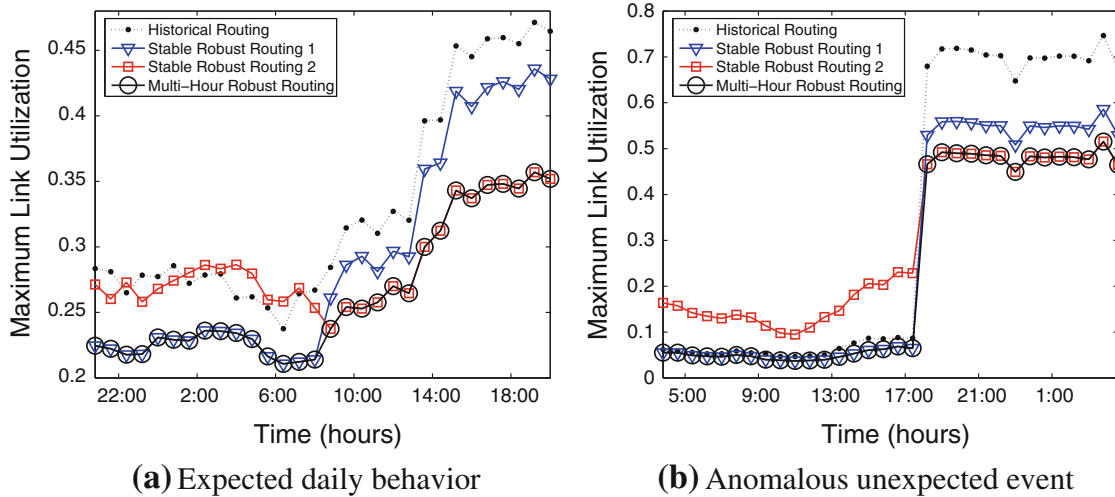 Historical Routing
Stable Robust Routing 1
Stable Robust Routing 2
Multi−Hour Robust Routing
Maximum Link Utilization
0.45
0.4
0.35
0.3
0.25
0.2
22:00 2:00 6:00 10:00 14:00 18:00
Time (hours)
(a) Expected daily behavior
Historical Routing
Stable Robust Routing 1
Stable Robust Routing 2
Multi−Hour Robust Routing
Maximum Link Utilization
0.8
0.7
0.6
0.5
0.4
0.3
0.2
0.1
0
5:00 9:00 13:00 17:00 21:00 1:00
Time (hours)
(b) Anomalous unexpected event